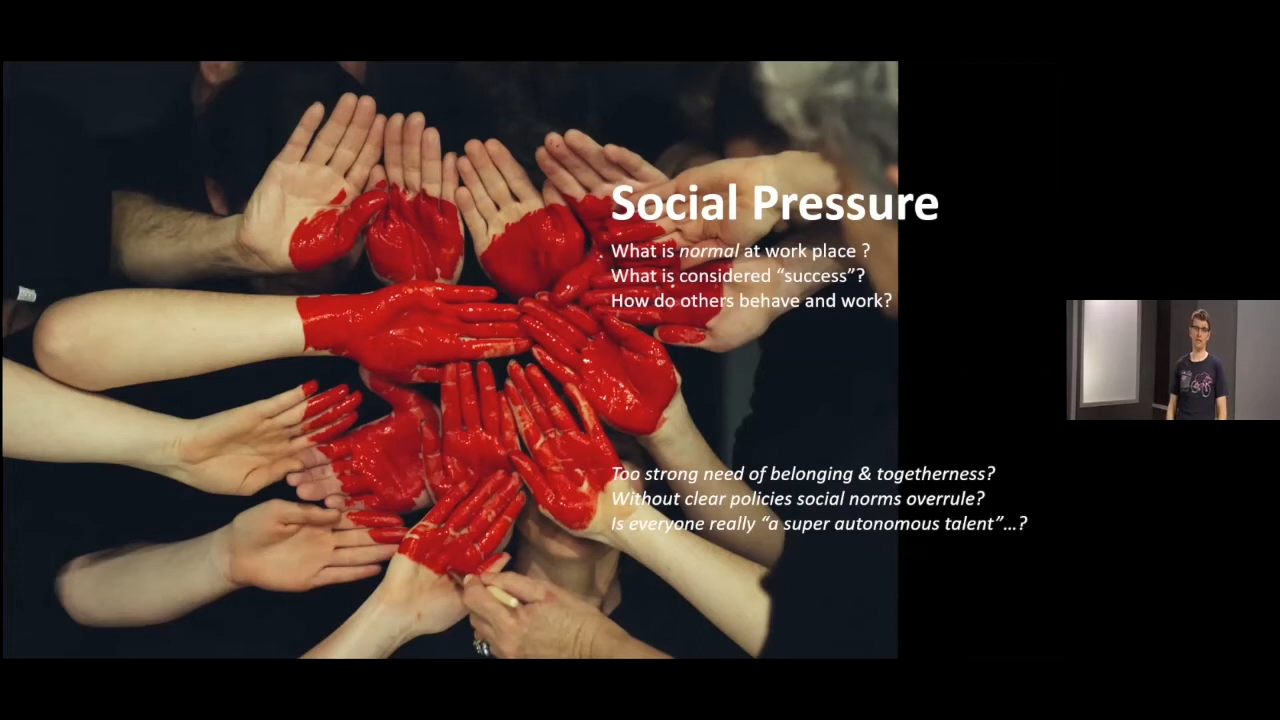 Social Pressure
What is normal at work place ?
What is considered “success”?
How do others behave and work?
Too strong need of belonging & togetherness?
Without clear policies social norms overrule?
Is everyone really “a super autonomous talent”...?